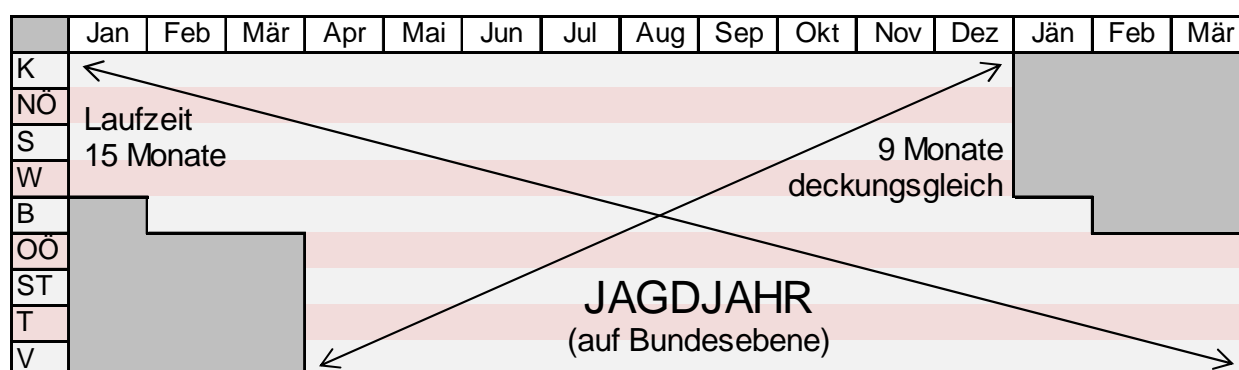 Jan Feb Mär Apr Mai Jun Jul Aug Sep Okt Nov Dez Jän Feb Mär
K
NÖ
Laufzeit
S
15 Monate
9 Monate
W
deckungsgleich
B
OÖ
ST
JAGDJAHR
T
(auf Bundesebene)
V